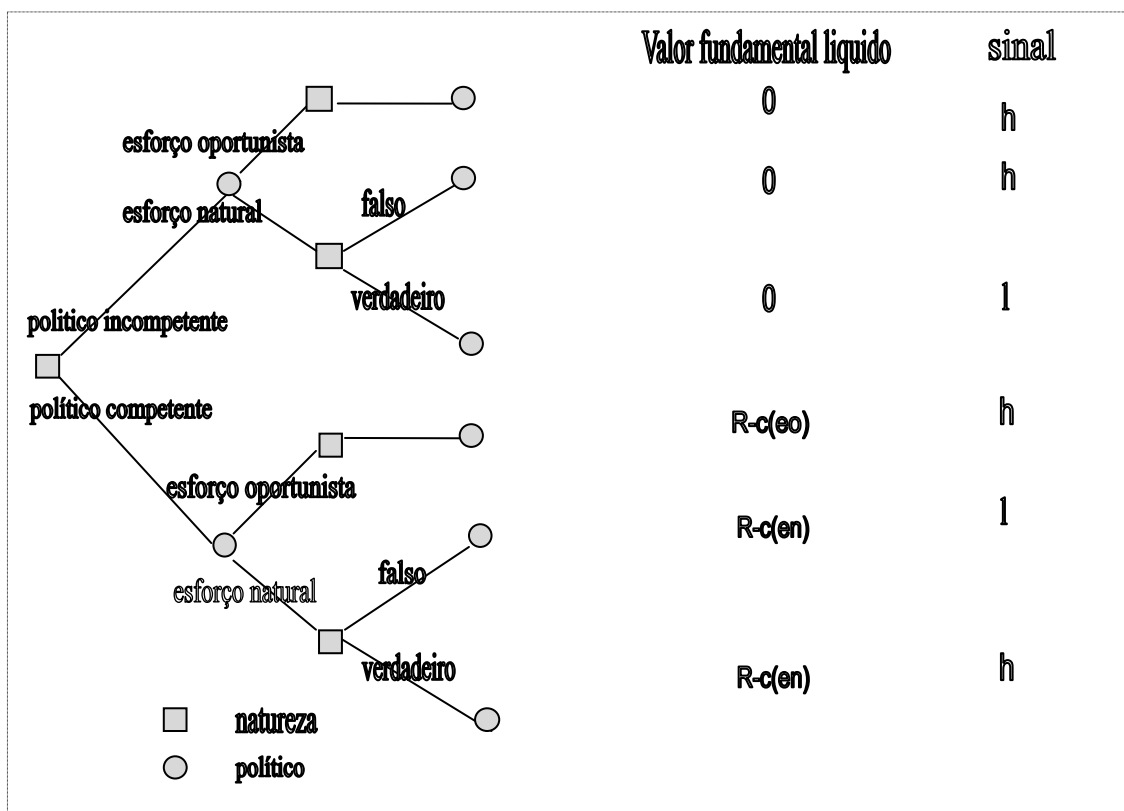 Valor fundamental liquido sinal
0 h
esforço oportunista
0 h
esforço natural falso
verdadeiro 0 l
politico incompetente
político competente R-c(eo) h
esforço oportunista
R-c(en) l
esforço natural falso
verdadeiro R-c(en) h
natureza
político